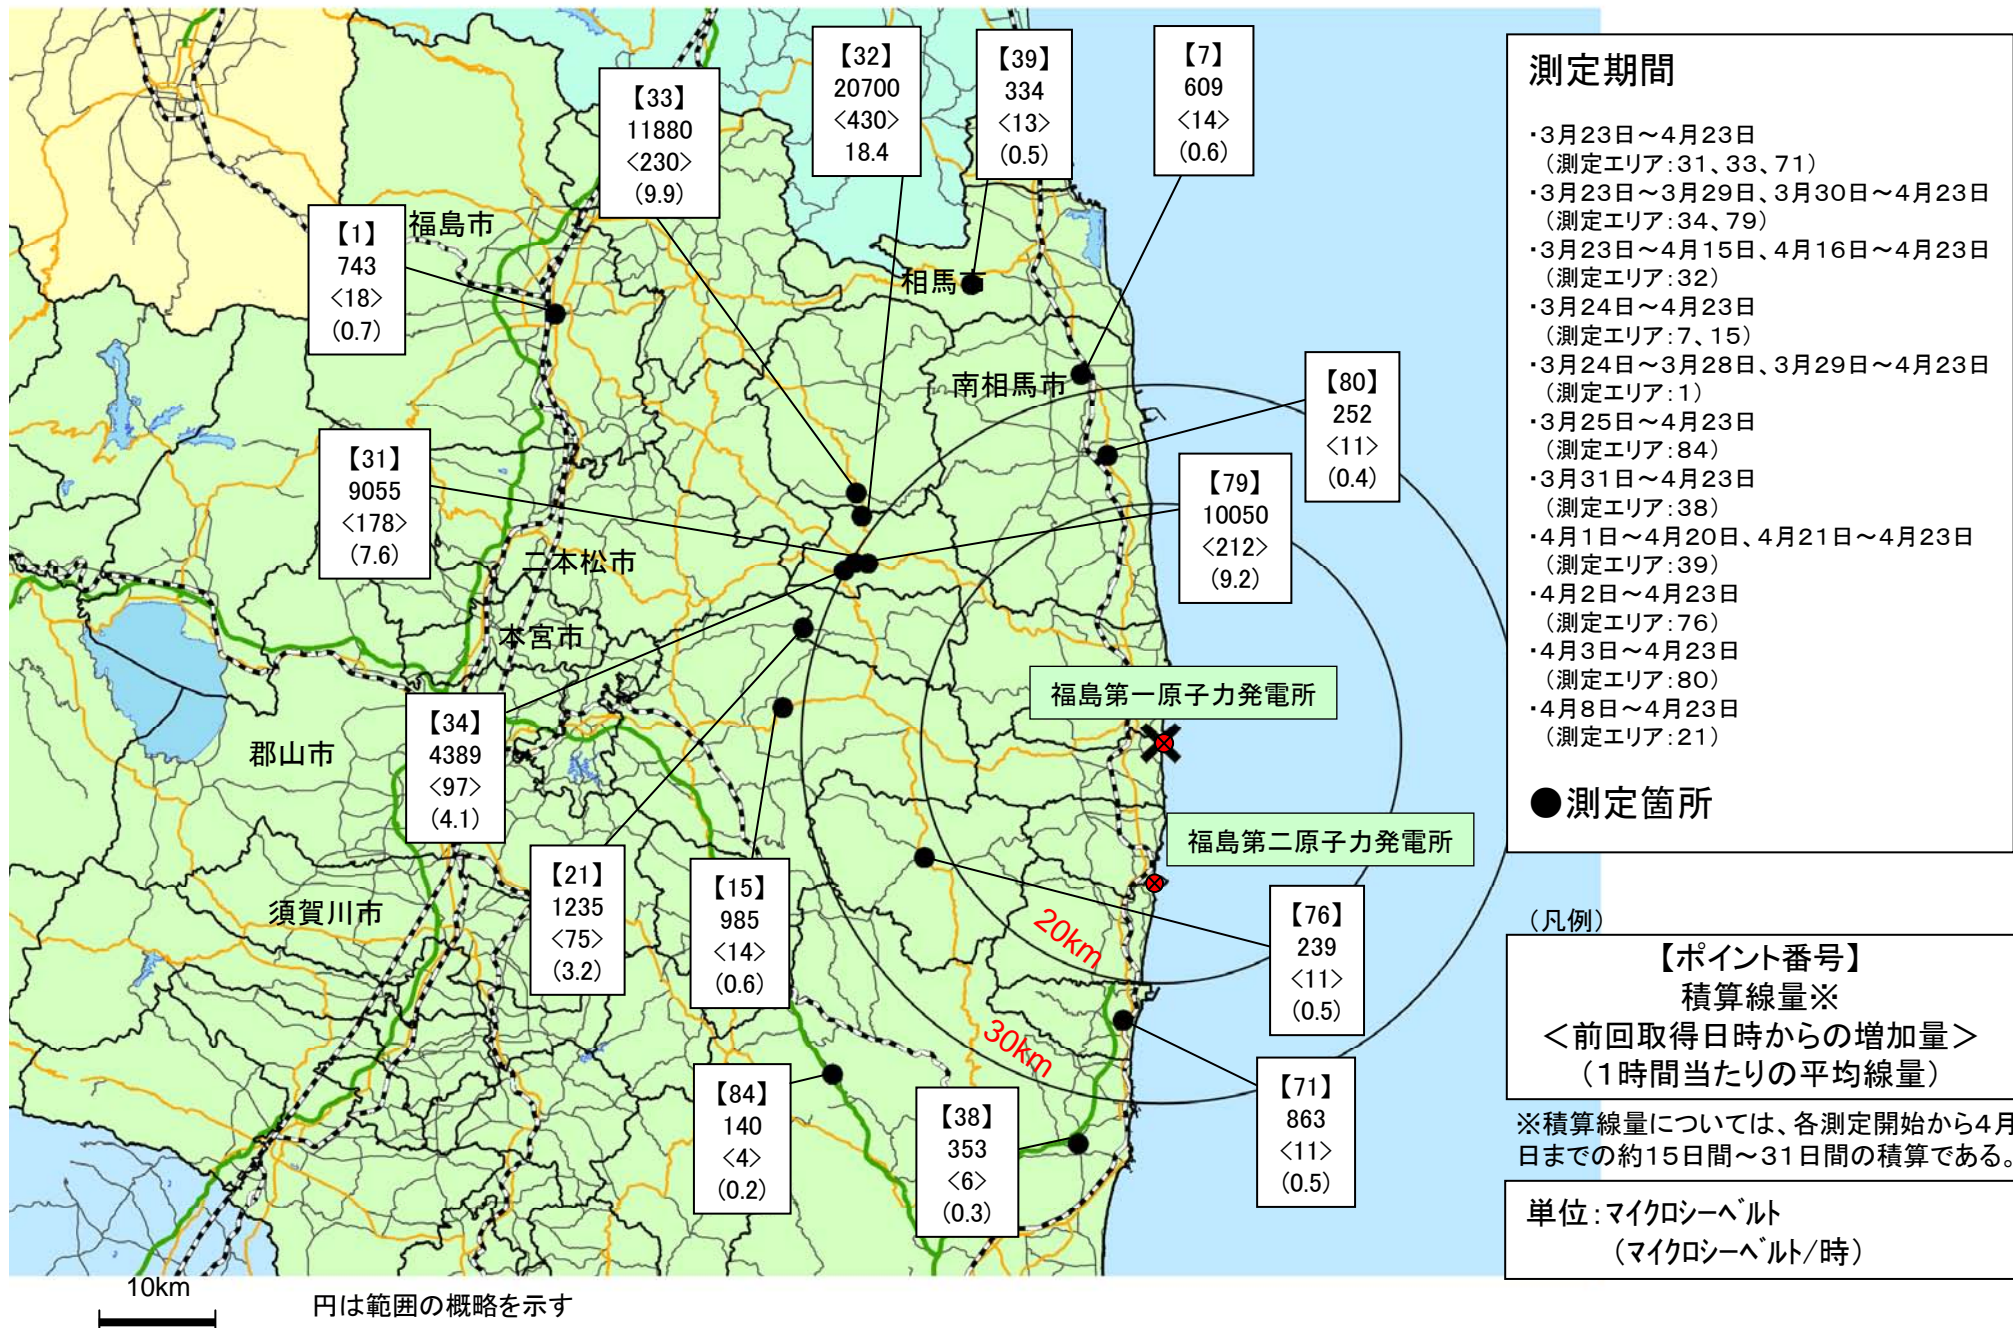 【33】
11880
<230>
(9.9)
【32】
20700
<430>
18.4
【39】
334
<13>
(0.5)
【7】
609
<14>
(0.6)
【1】
743
<18>
(0.7)
福島市
相馬市
南相馬市
【80】
252
<11>
(0.4)
【31】
9055
<178>
(7.6)
【79】
10050
<212>
(9.2)
二本松市
本宮市
福島第一原子力発電所
【34】
4389
<97>
(4.1)
郡山市
福島第二原子力発電所
【21】
1235
<75>
(3.2)
【15】
985
<14>
(0.6)
須賀川市
20km
【76】
239
<11>
(0.5)
30km
【84】
140
<4>
(0.2)
【38】
353
<6>
(0.3)
【71】
863
<11>
(0.5)
10km
円は範囲の概略を示す
測定期間
・3月23日～4月23日
（測定エリア：31、33、71）
・3月23日～3月29日、3月30日～4月23日
（測定エリア：34、79）
・3月23日～4月15日、4月16日～4月23日
（測定エリア：32）
・3月24日～4月23日
（測定エリア：7、15）
・3月24日～3月28日、3月29日～4月23日
（測定エリア：1）
・3月25日～4月23日
（測定エリア：84）
・3月31日～4月23日
（測定エリア：38）
・4月1日～4月20日、4月21日～4月23日
（測定エリア：39）
・4月2日～4月23日
（測定エリア：76）
・4月3日～4月23日
（測定エリア：80）
・4月8日～4月23日
（測定エリア：21）
●測定箇所
（凡例）
【ポイント番号】
積算線量※
＜前回取得日時からの増加量＞
（1時間当たりの平均線量）
※積算線量については、各測定開始から4月
日までの約15日間～31日間の積算である。
単位：マイクロシーベルト
（マイクロシーベルト/時）